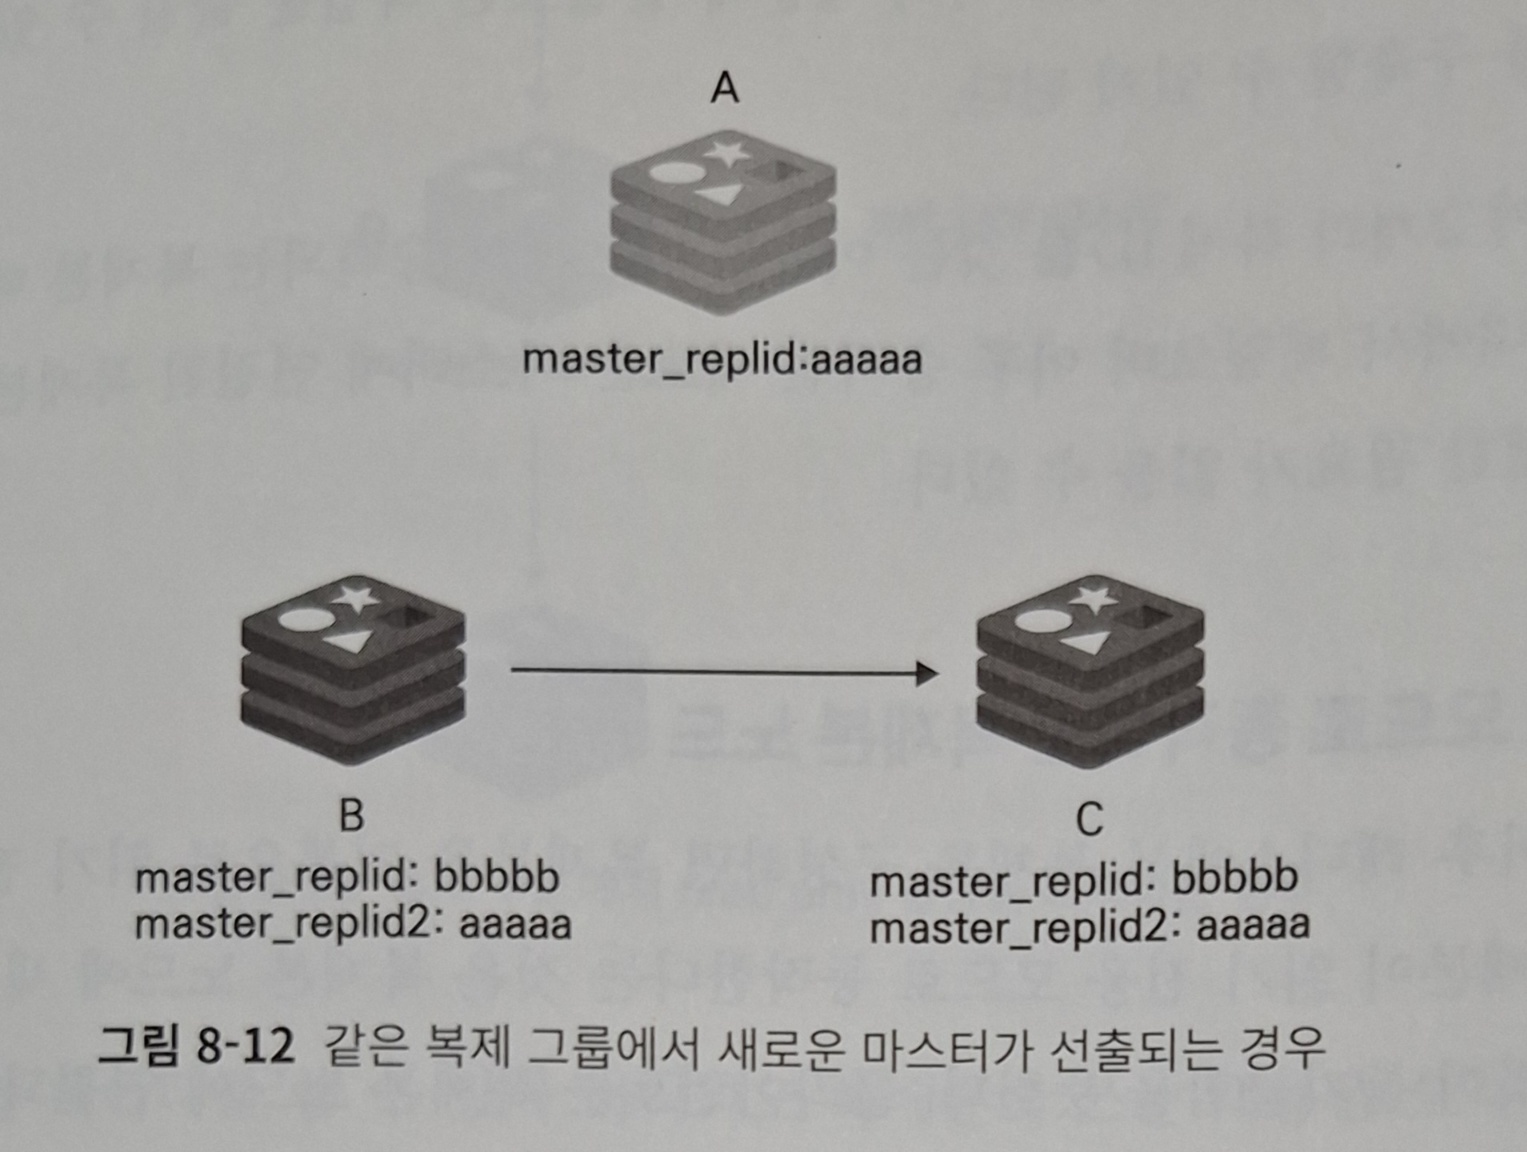 A
master_replid:aaaaa
B
master_replid: bbbbb
master_replid2: aaaaa
C
master_replid: bbbbb
master_replid2: aaaaa
그림 8-12 같은 복제 그룹에서 새로운 마스터가 선출되는 경우